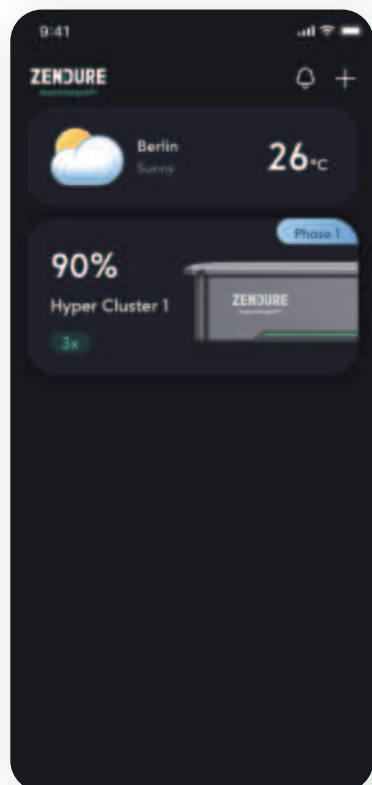 9:41
ZENDURE
Berlin
Sunny
26°C
Phase 1
90%
Hyper Cluster 1
ZENDURE
3x